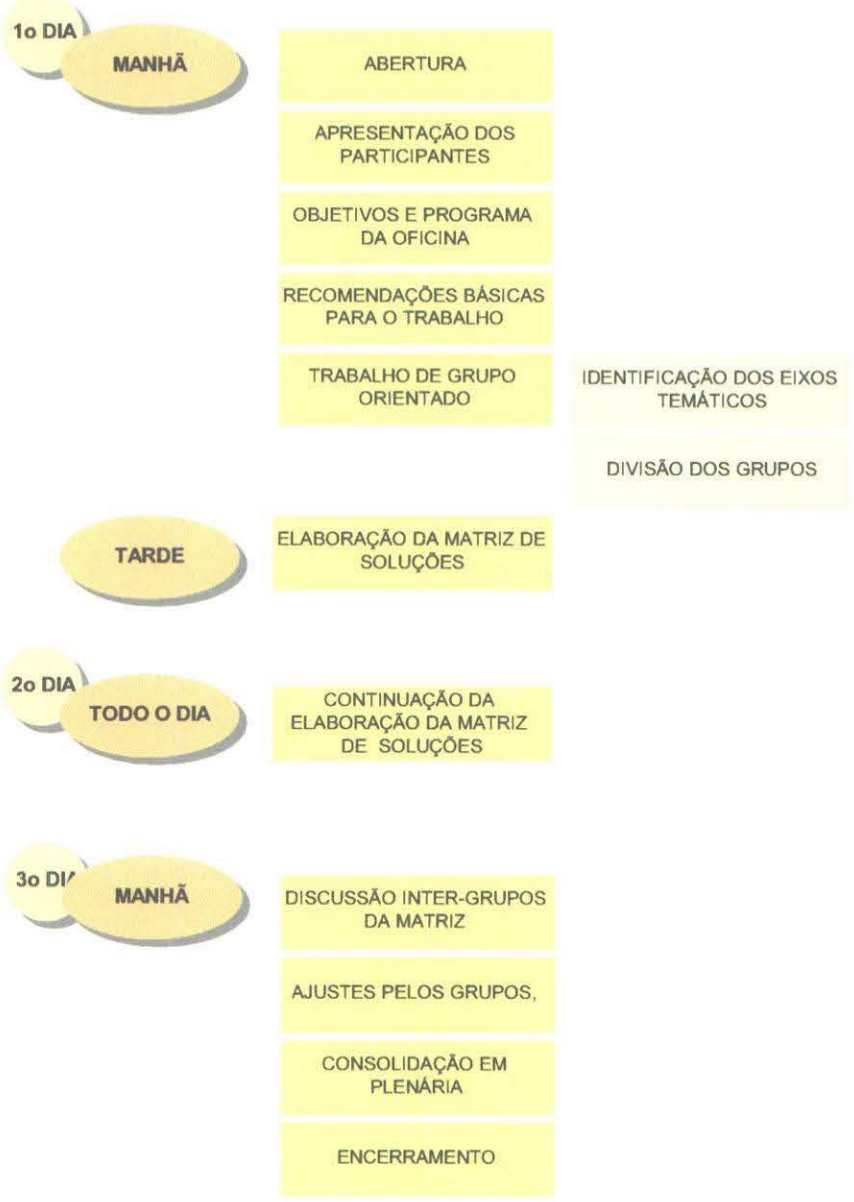 1o DIA
MANHÃ
ABERTURA
APRESENTAÇÃO DOS
PARTICIPANTES
OBJETIVOS E PROGRAMA
DA OFICINA
RECOMENDAÇÕES BÁSICAS
PARA O TRABALHO
TRABALHO DE GRUPO
ORIENTADO
IDENTIFICAÇÃO DOS EIXOS
TEMÁTICOS
DIVISÃO DOS GRUPOS
TARDE
ELABORAÇÃO DA MATRIZ DE
SOLUÇÕES
2o DIA
TODO O DIA
CONTINUAÇÃO DA
ELABORAÇÃO DA MATRIZ
DE SOLUÇÕES
3o DIA
MANHÃ
DISCUSSÃO INTER-GRUPOS
DA MATRIZ
AJUSTES PELOS GRUPOS,
CONSOLIDAÇÃO EM
PLENÁRIA
ENCERRAMENTO